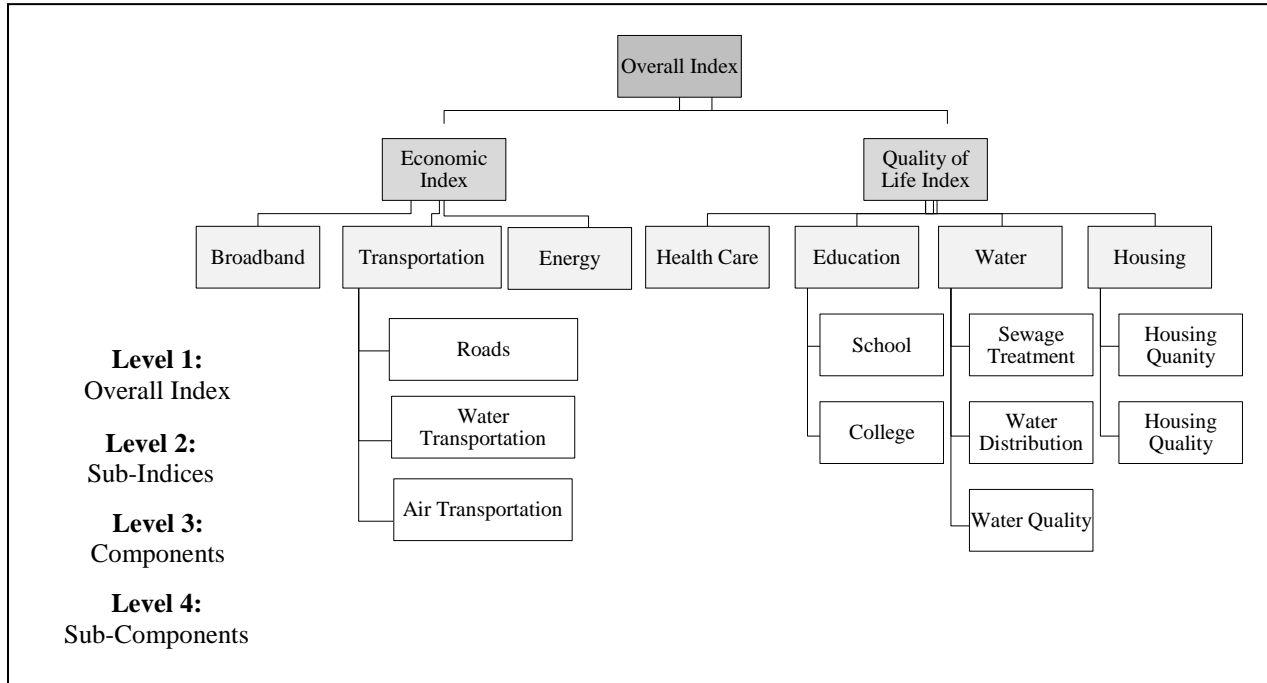 Overall Index
Economic
Index
Quality of
Life Index
Broadband
Transportation
Energy
Health Care
Education
Water
Housing
Roads
Water
Transportation
Air Transportation
School
College
Sewage
Treatment
Water
Distribution
Water Quality
Housing
Quanity
Housing
Quality
Level 1:
Overall Index
Level 2:
Sub-Indices
Level 3:
Components
Level 4:
Sub-Components